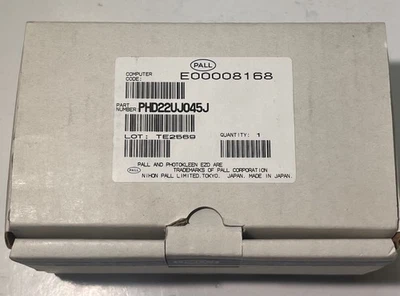 PALL
COMPUTER CODE: E00008168
PART NUMBER: PHD22UJ045J
LOT: TE2569 QUANTITY: 1
PALL AND PHOTOKLEEN EZD ARE
PALL TRADEMARKS OF PALL CORPORATION
NIHON PALL LIMITED.TOKYO. JAPAN. MADE IN JAPAN.